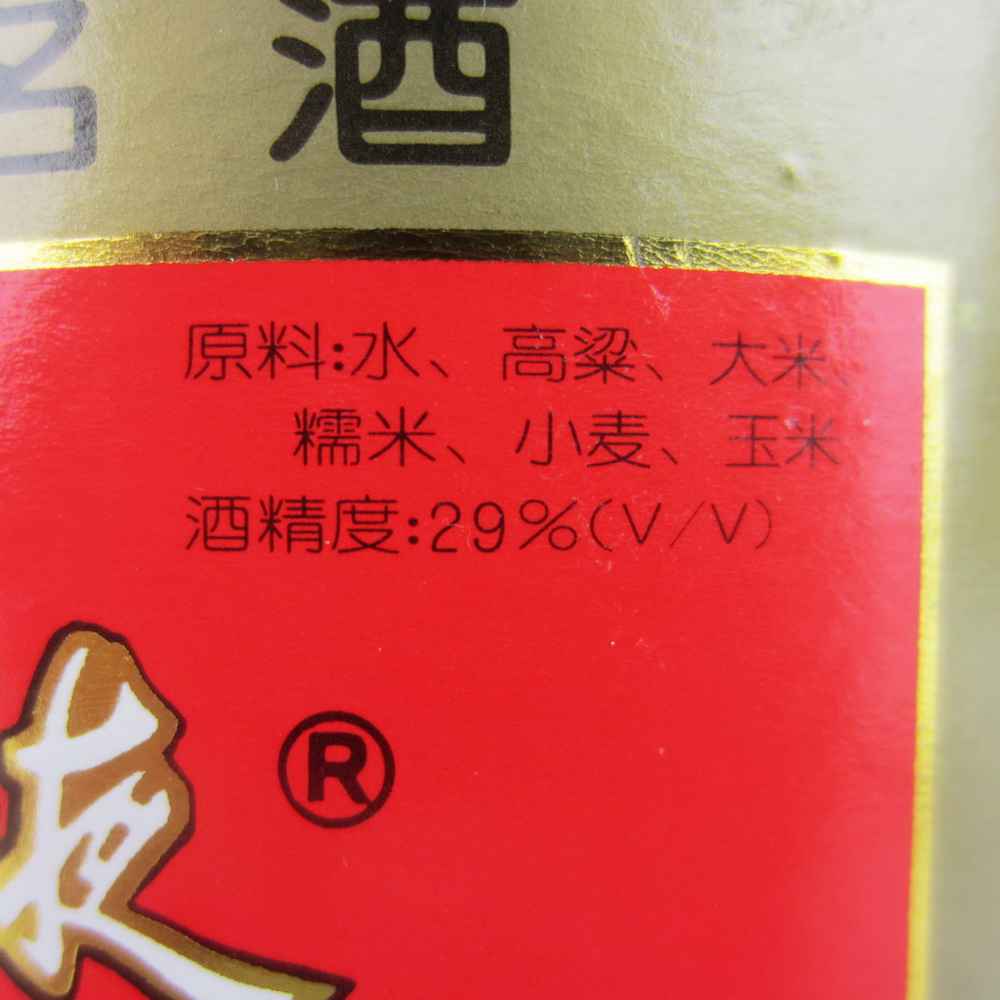 名酒
原料:水、高粱、大米、
糯米、小麦、玉米
酒精度:29%(V/V)
®
液